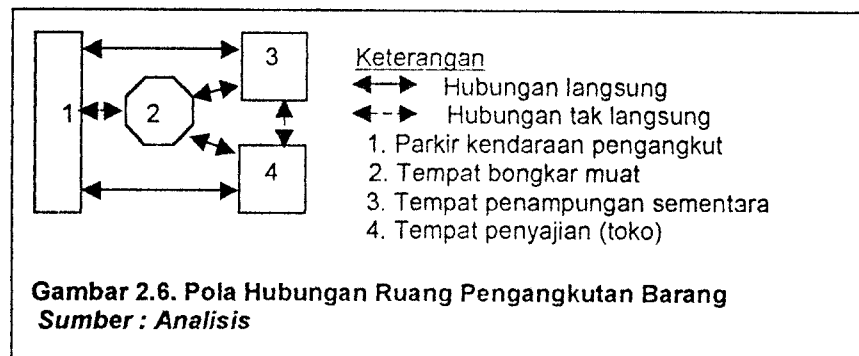 1
2
3
4
Keterangan
Hubungan langsung
Hubungan tak langsung
1. Parkir kendaraan pengangkut
2. Tempat bongkar muat
3. Tempat penampungan sementara
4. Tempat penyajian (toko)
Gambar 2.6. Pola Hubungan Ruang Pengangkutan Barang
Sumber : Analisis